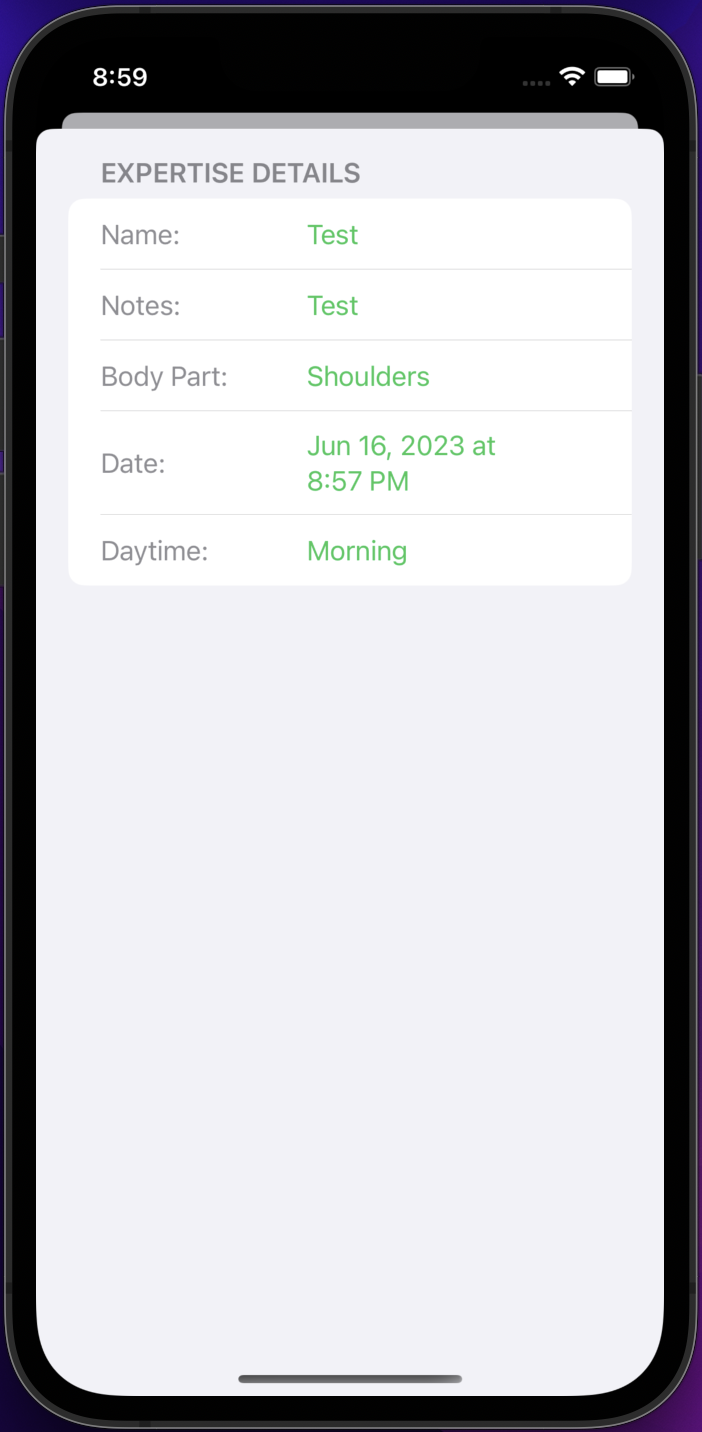 8:59
EXPERTISE DETAILS
Name: Test
Notes: Test
Body Part: Shoulders
Date: Jun 16, 2023 at
8:57 PM
Daytime: Morning